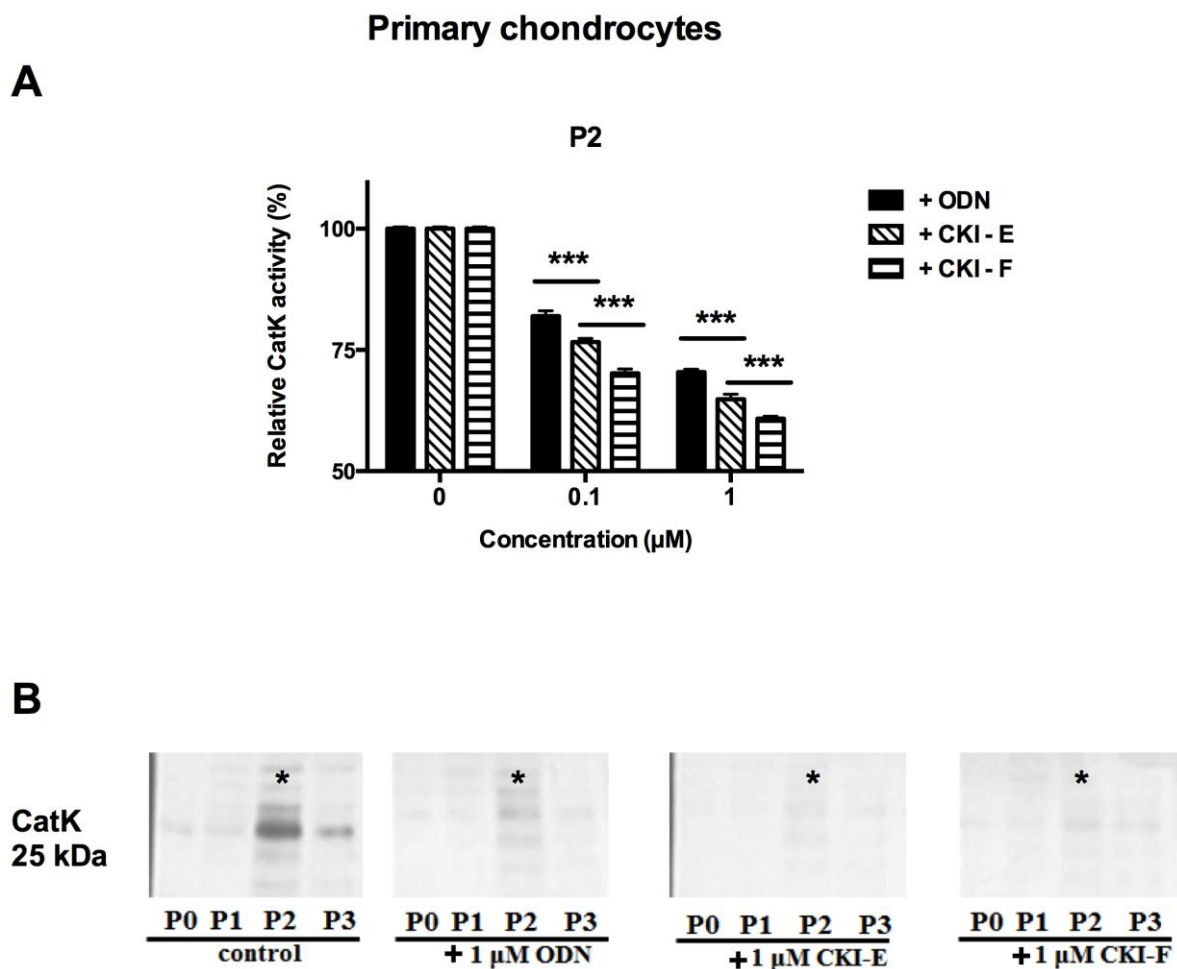 Primary chondrocytes
A
P2
Relative CatK activity (%)
100
75
50
*** *** *** ***
0 0.1 1
Concentration (μM)
+ ODN
+ CKI - E
+ CKI - F
B
CatK
25 kDa
* * * *
P0 P1 P2 P3
control
P0 P1 P2 P3
+ 1 μM ODN
P0 P1 P2 P3
+ 1 μM CKI-E
P0 P1 P2 P3
+ 1 μM CKI-F